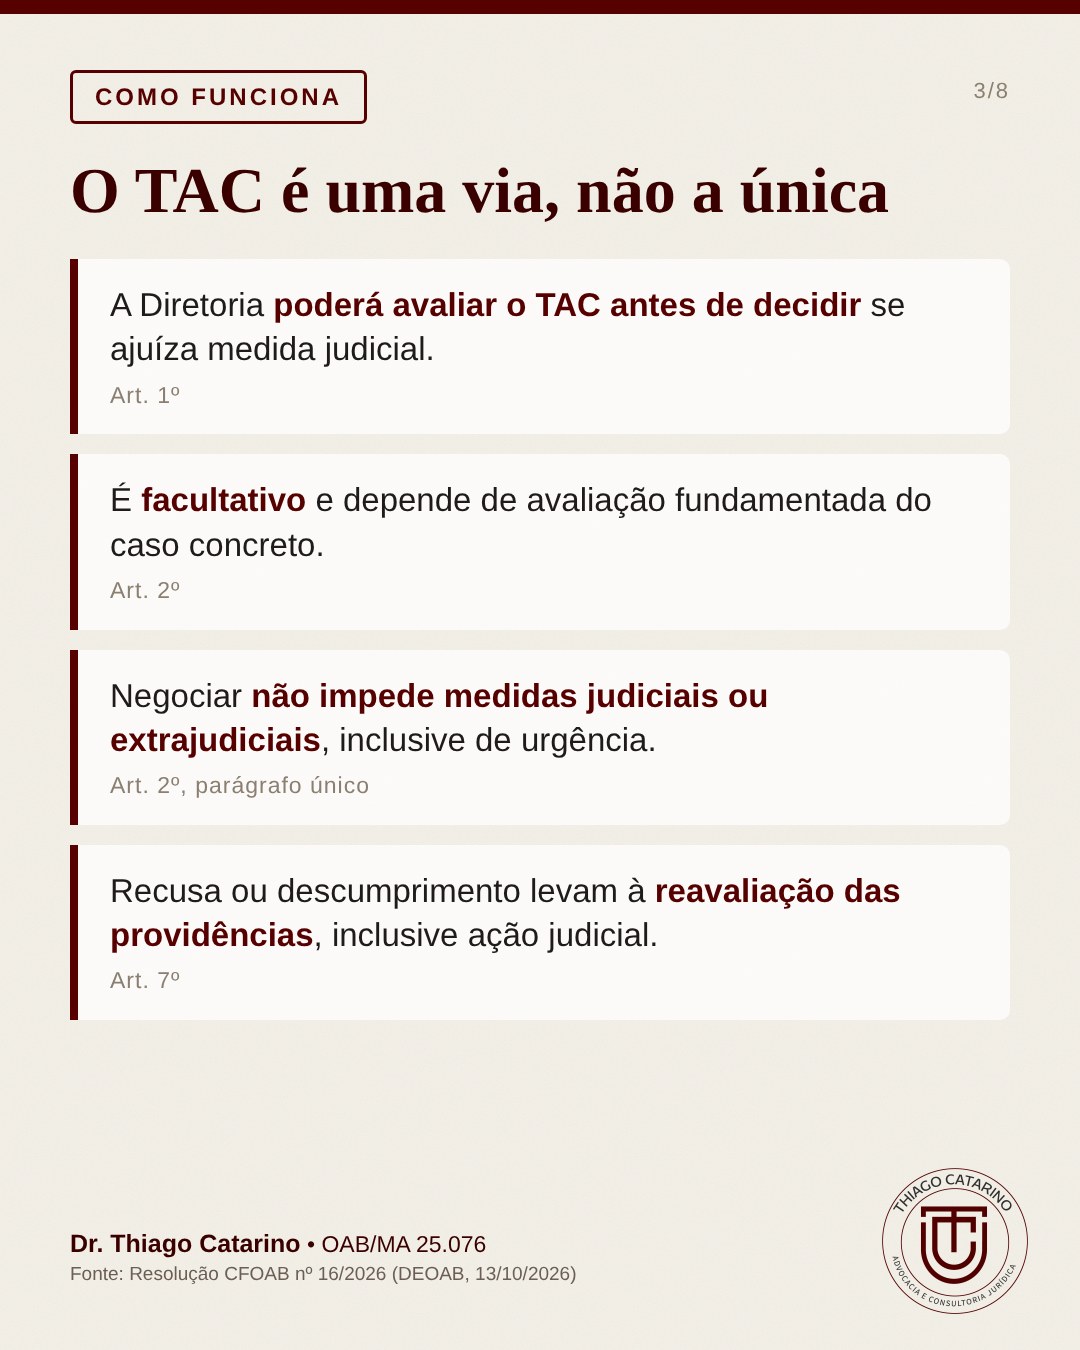 COMO FUNCIONA
3/8
O TAC é uma via, não a única
A Diretoria poderá avaliar o TAC antes de decidir se
ajuíza medida judicial.
Art. 1º
É facultativo e depende de avaliação fundamentada do
caso concreto.
Art. 2º
Negociar não impede medidas judiciais ou
extrajudiciais, inclusive de urgência.
Art. 2º, parágrafo único
Recusa ou descumprimento levam à reavaliação das
providências, inclusive ação judicial.
Art. 7º
Dr. Thiago Catarino • OAB/MA 25.076
Fonte: Resolução CFOAB nº 16/2026 (DEOAB, 13/10/2026)
THIAGO CATARINO
ADVOCACIA E CONSULTORIA JURÍDICA